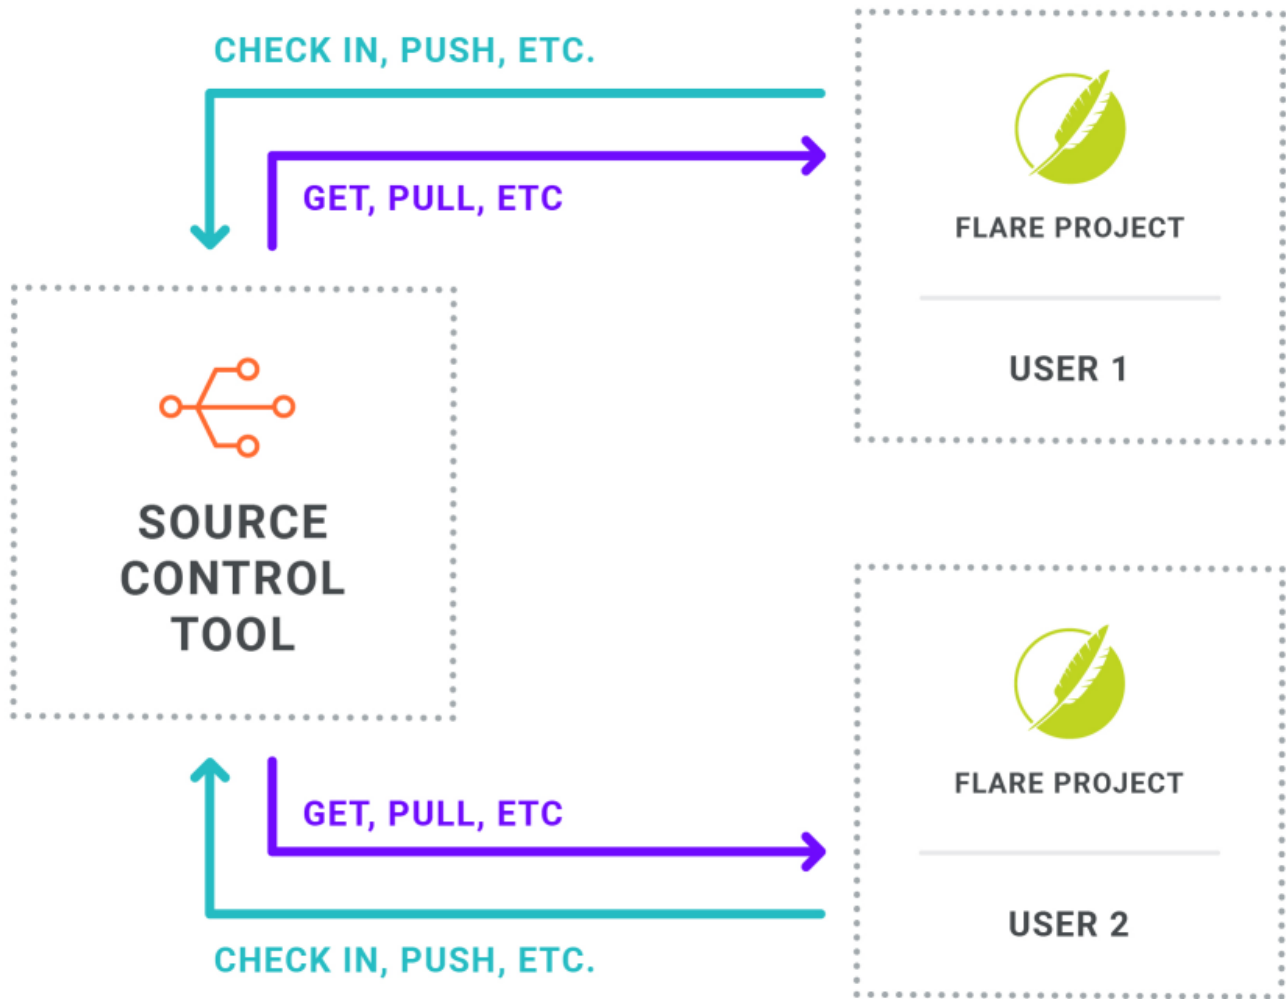 CHECK IN, PUSH, ETC.
GET, PULL, ETC
FLARE PROJECT
USER 1
SOURCE
CONTROL
TOOL
FLARE PROJECT
USER 2
GET, PULL, ETC
CHECK IN, PUSH, ETC.